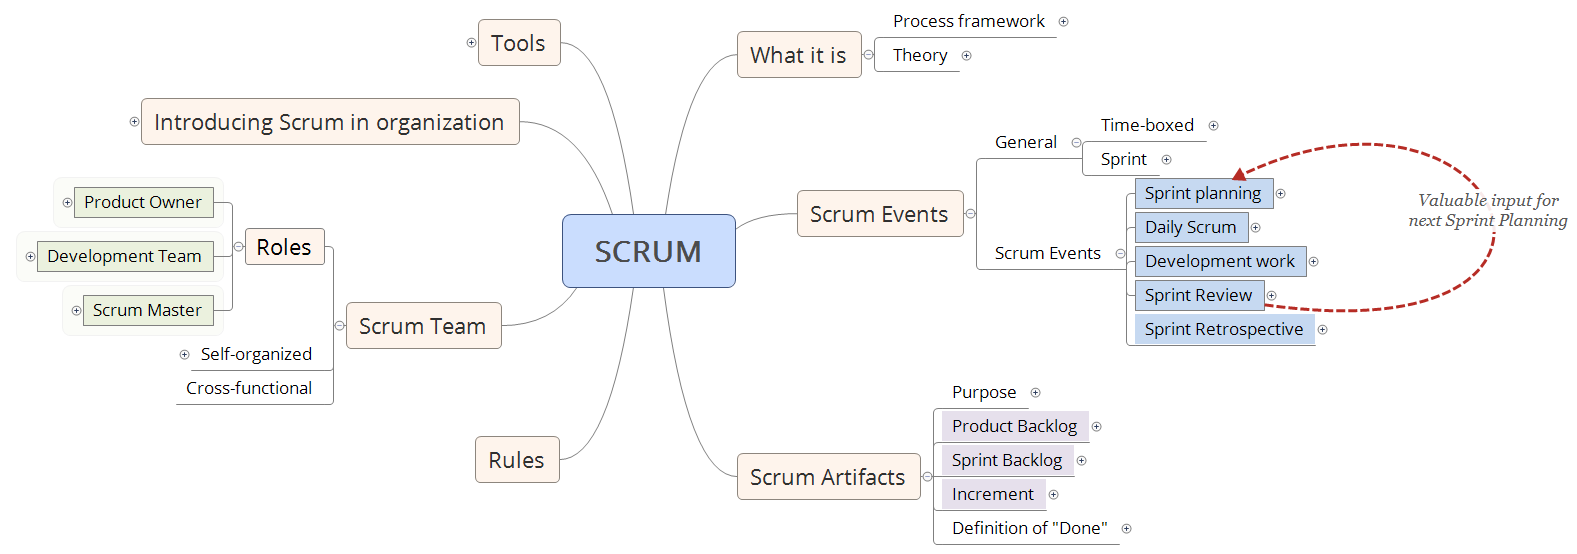 SCRUM
What it is
Process framework
Theory
Scrum Events
General
Time-boxed
Sprint
Scrum Events
Sprint planning
Daily Scrum
Development work
Sprint Review
Sprint Retrospective
Valuable input for
next Sprint Planning
Scrum Artifacts
Purpose
Product Backlog
Sprint Backlog
Increment
Definition of "Done"
Tools
Introducing Scrum in organization
Scrum Team
Roles
Product Owner
Development Team
Scrum Master
Self-organized
Cross-functional
Rules